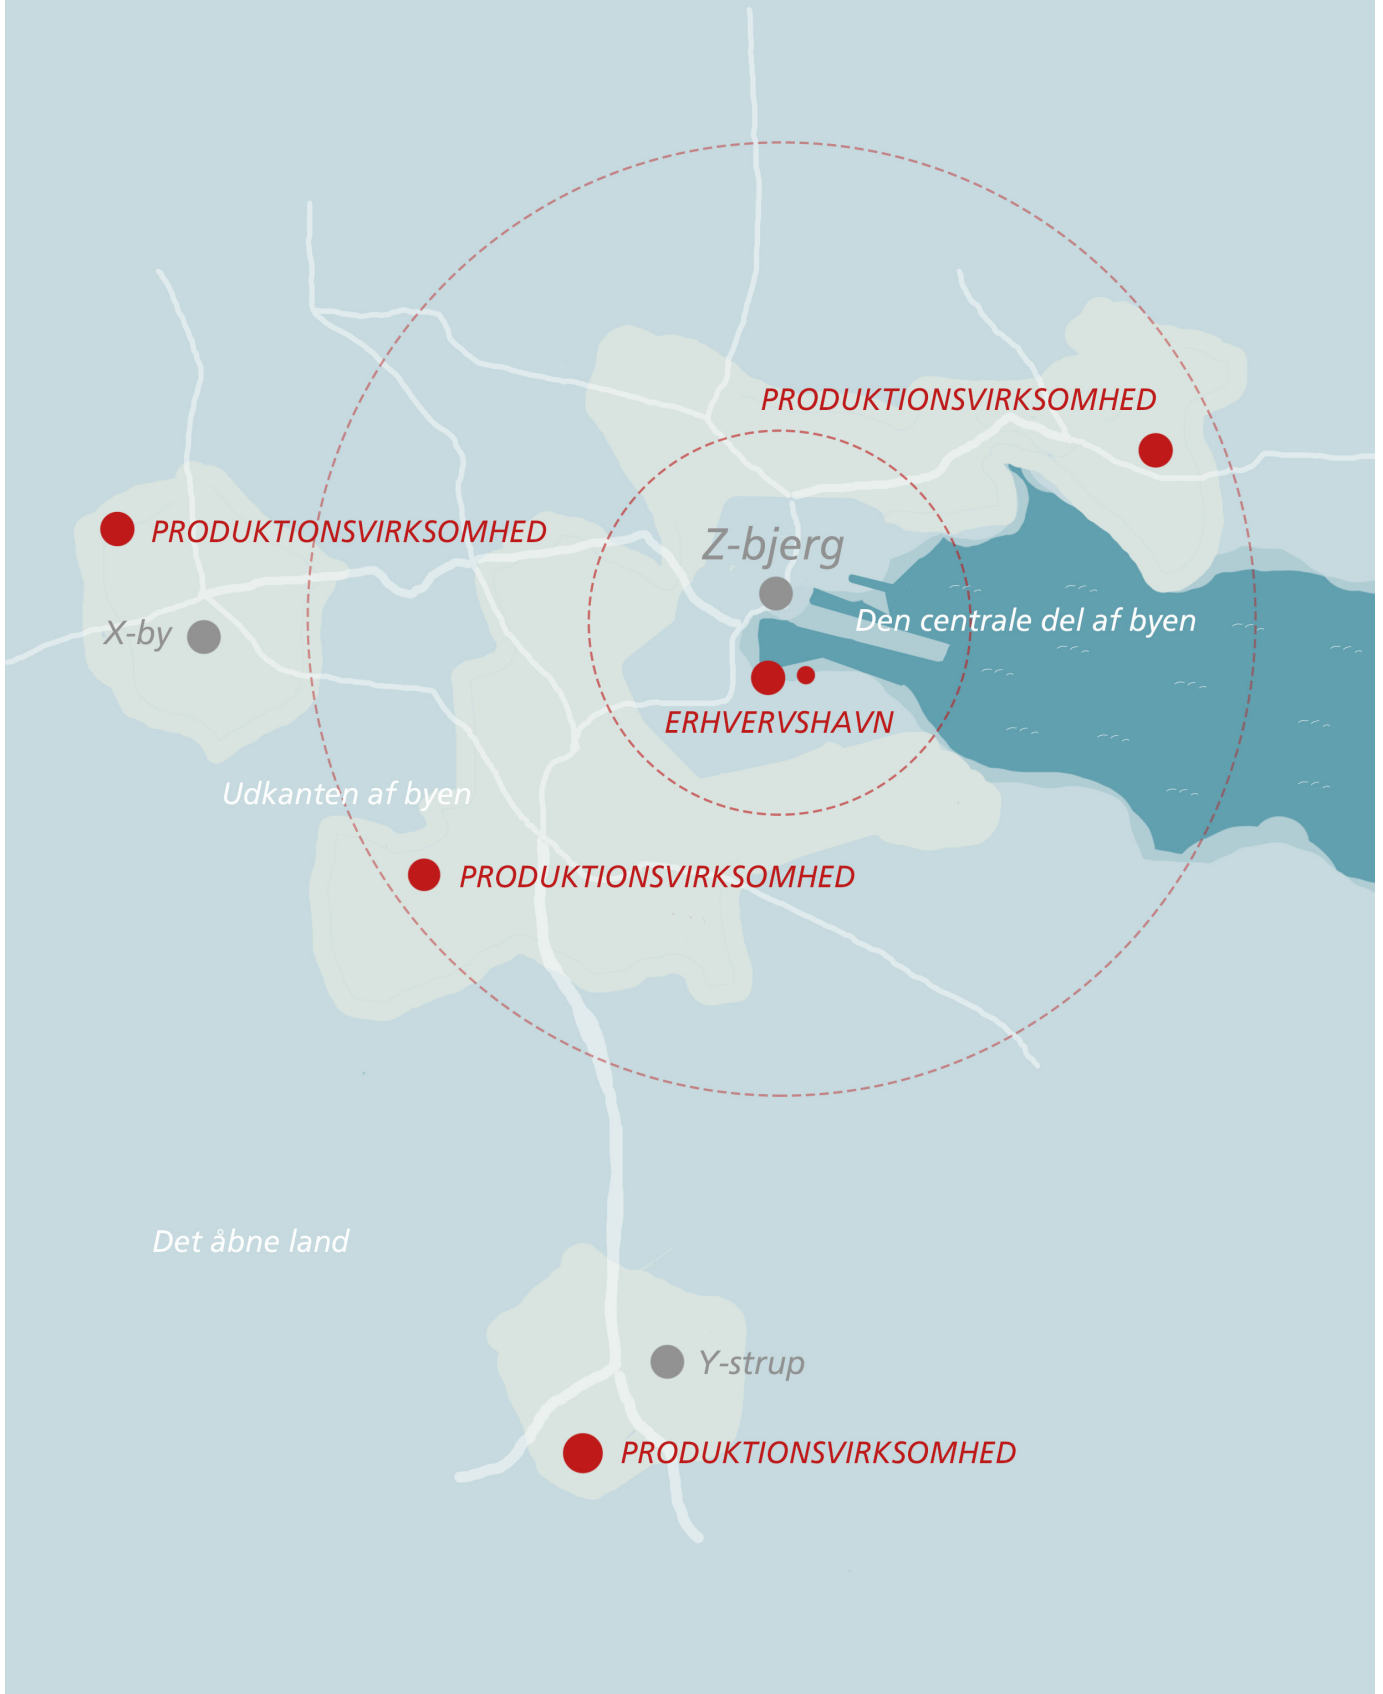 PRODUKTIONSVIRKSOMHED
PRODUKTIONSVIRKSOMHED
Z-bjerg
Den centrale del af byen
X-by
ERHVERVSHAVN
Udkanten af byen
PRODUKTIONSVIRKSOMHED
Det åbne land
Y-strup
PRODUKTIONSVIRKSOMHED